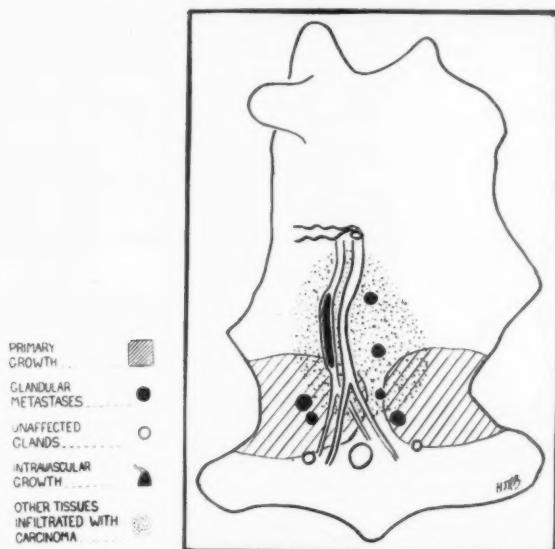 PRIMARY
GROWTH
GLANDULAR
METASTASES
UNAFFECTED
GLANDS
INTRAVASCULAR
GROWTH
OTHER TISSUES
INFILTRATED WITH
CARCINOMA